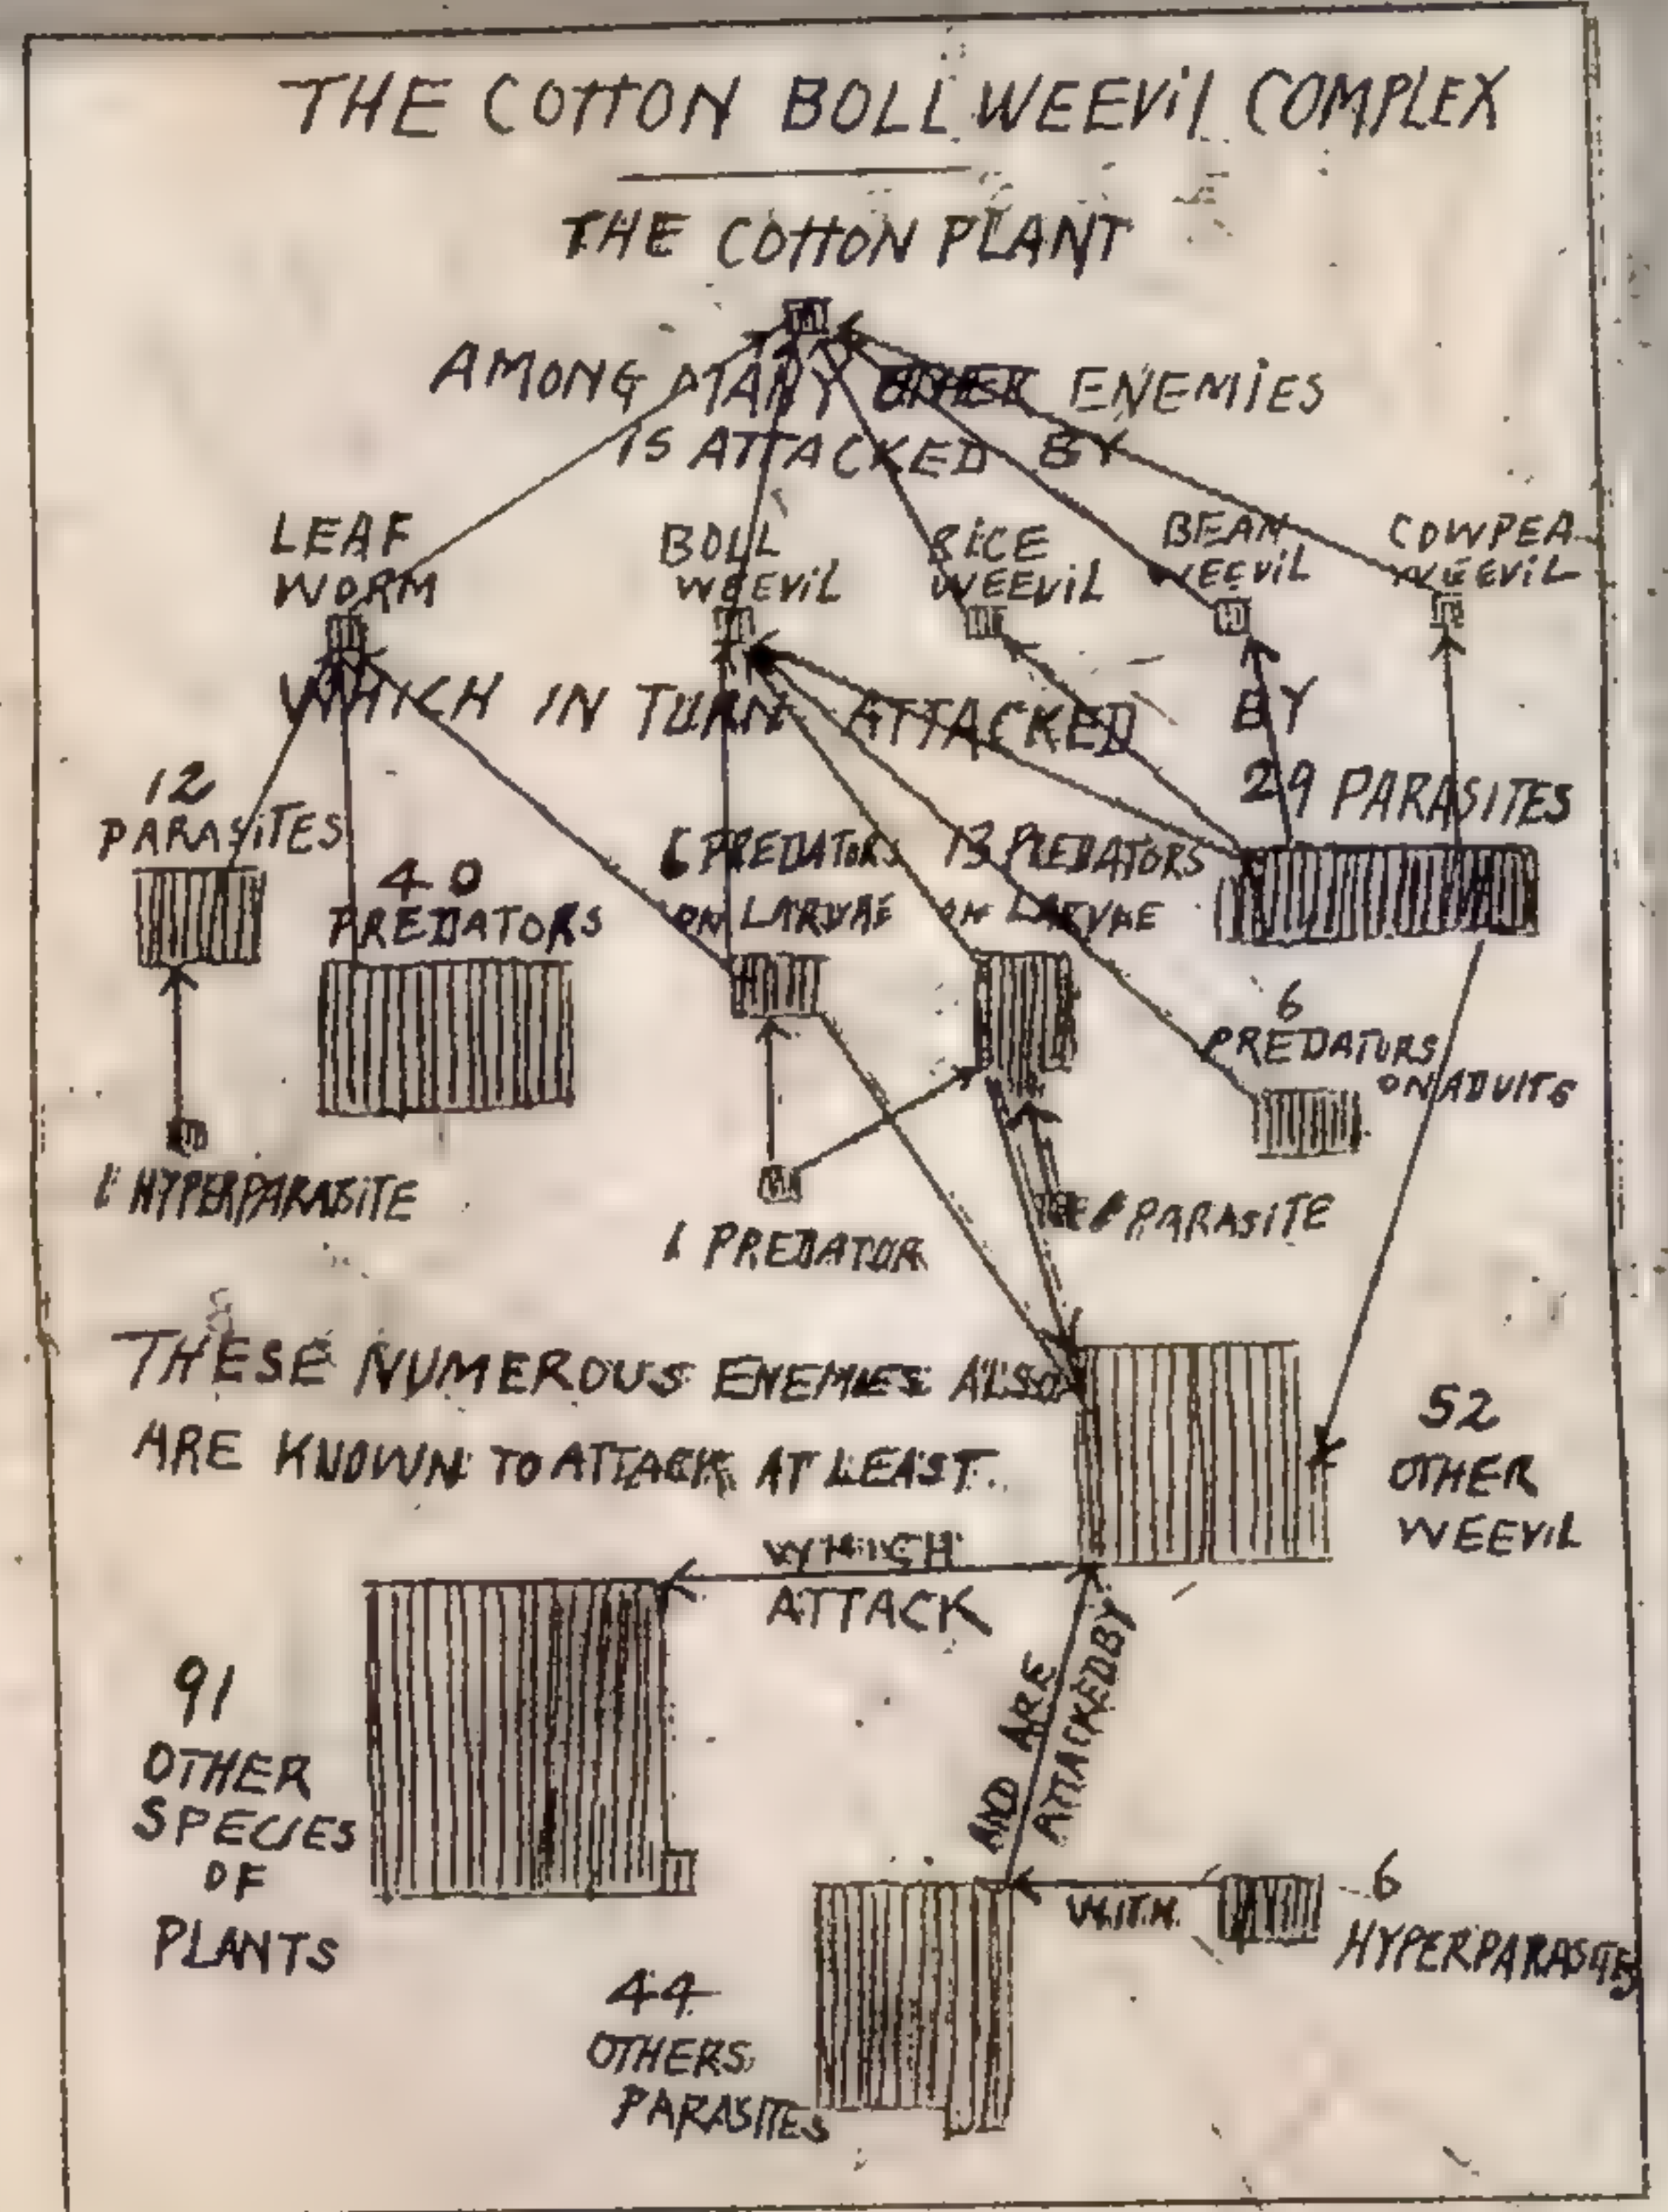 THE COTTON BOLL WEEVIL COMPLEX
THE COTTON PLANT
AMONG MANY OTHER ENEMIES
IS ATTACKED BY
LEAF
WORM
BOLL
WEEVIL
RICE
WEEVIL
BEAN
WEEVIL
COWPEA
WEEVIL
WHICH IN TURN ATTACKED BY
12
PARASITES
40
PREDATORS
6 PREDATORS
ON LARVAE
13 PREDATORS
ON LARVAE
29 PARASITES
6
PREDATORS
ON ADULTS
1 HYPERPARASITE
1 PREDATOR
PARASITE
THESE NUMEROUS ENEMIES ALSO
ARE KNOWN TO ATTACK AT LEAST.
52
OTHER
WEEVIL
WHICH
ATTACK
91
OTHER
SPECIES
OF
PLANTS
AND ARE
ATTACKED BY
44
OTHERS
PARASITES
WITH
6
HYPERPARASITES